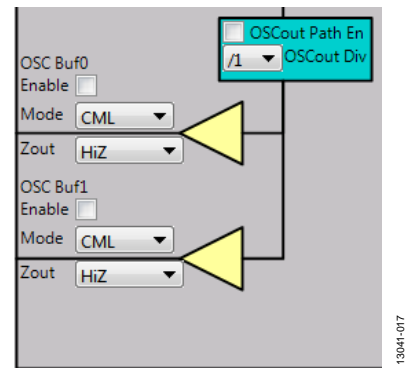 OSCout Path En
/1 OSCout Div
OSC Buf0
Enable
Mode CML
Zout HiZ
OSC Buf1
Enable
Mode CML
Zout HiZ
13041-017